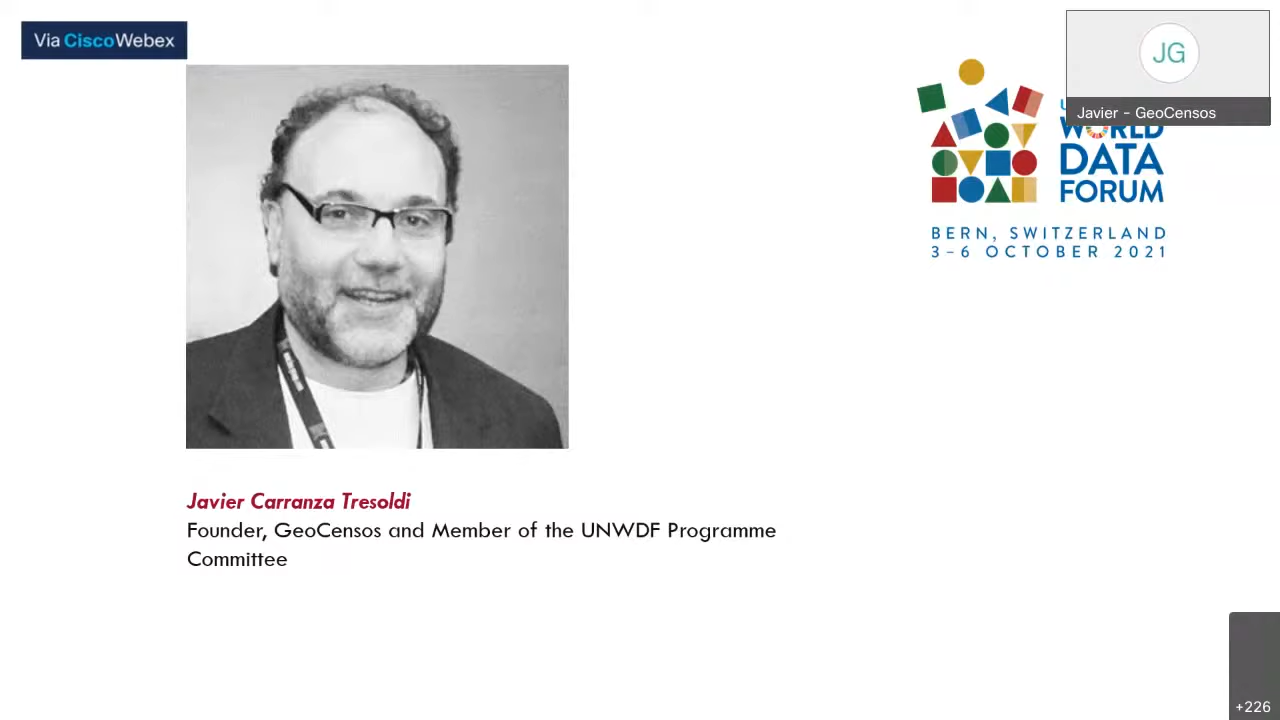 Via CiscoWebex
JG
Javier - GeoCensos
WORLD
DATA
FORUM
BERN, SWITZERLAND
3-6 OCTOBER 2021
Javier Carranza Tresoldi
Founder, GeoCensos and Member of the UNWDF Programme
Committee
+226